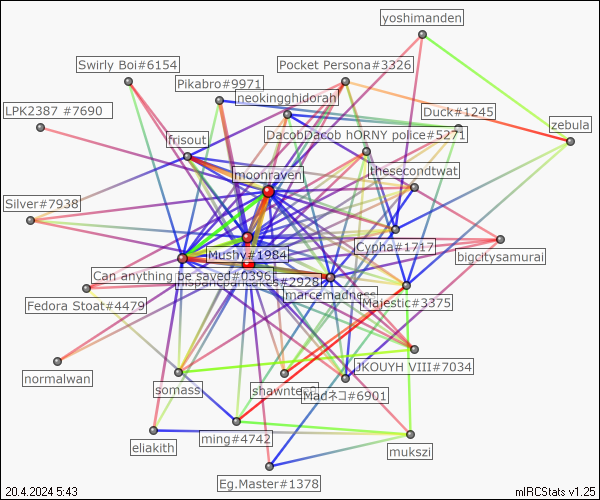 yoshimanden
Swirly Boi#6154
Pocket Persona#3326
Pikabro#9971
neokingghidorah
LPK2387 #7690
Duck#1245
zebula
frisout
DacobDacob hORNY police#5271
moonraven
thesecondtwat
Silver#7938
Mushy#1984
Cypha#1717
bigcitysamurai
Can anything be saved#0396
marcemadness
Fedora Stoat#4479
Majestic#3375
JKOUYH VIII#7034
normalwan
somass
Madネコ#6901
ming#4742
eliakith
mukszi
Eg.Master#1378
20.4.2024 5:43
mIRCStats v1.25